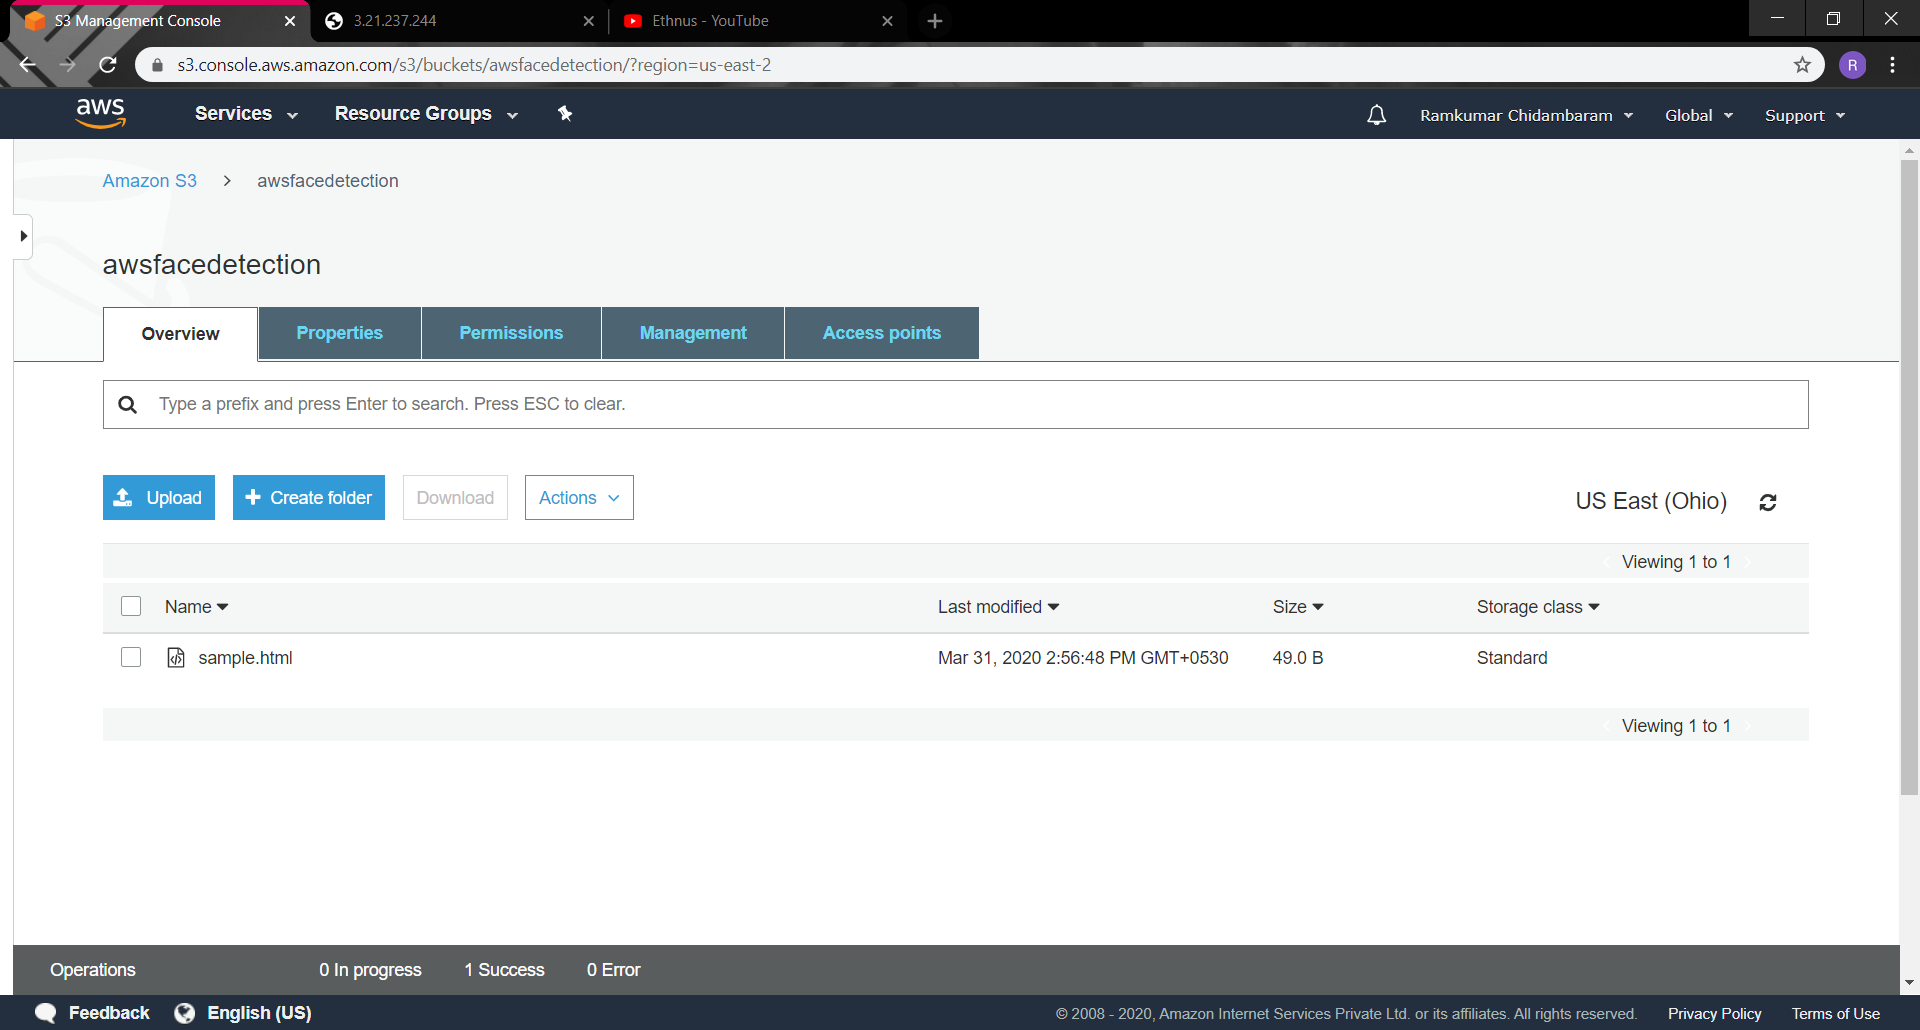 S3 Management Console
3.21.237.244
Ethnus - YouTube
s3.console.aws.amazon.com/s3/buckets/awsfacedetection/?region=us-east-2
R
aws
Services
Resource Groups
Ramkumar Chidambaram
Global
Support
Amazon S3 > awsfacedetection
awsfacedetection
Overview
Properties
Permissions
Management
Access points
Type a prefix and press Enter to search. Press ESC to clear.
Upload
+ Create folder
Download
Actions
US East (Ohio)
Viewing 1 to 1
Name
Last modified
Size
Storage class
sample.html
Mar 31, 2020 2:56:48 PM GMT+0530
49.0 B
Standard
Viewing 1 to 1
Operations
0 In progress
1 Success
0 Error
Feedback
English (US)
© 2008 - 2020, Amazon Internet Services Private Ltd. or its affiliates. All rights reserved.
Privacy Policy
Terms of Use